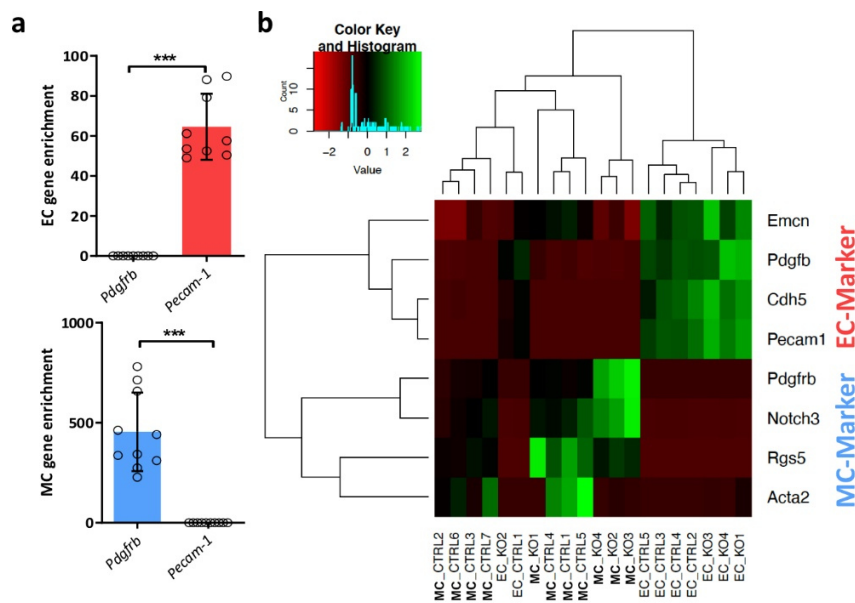 a
b
EC gene enrichment
100
80
60
40
20
0
***
Pdgfrb
Pecam-1
MC gene enrichment
1000
500
0
***
Pdgfrb
Pecam-1
Color Key
and Histogram
Count
0 5 10 15
-2 0 1 2
Value
Emcn
Pdgfb
Cdh5
Pecam1
Pdgfrb
Notch3
Rgs5
Acta2
EC-Marker
MC-Marker
MC_CTRL2
MC_CTRL6
MC_CTRL3
MC_CTRL7
EC_KO2
EC_CTRL1
MC_KO1
MC_CTRL4
MC_CTRL1
MC_CTRL5
MC_KO4
MC_KO2
MC_KO3
EC_CTRL5
EC_CTRL3
EC_CTRL4
EC_CTRL2
EC_KO3
EC_KO4
EC_KO1